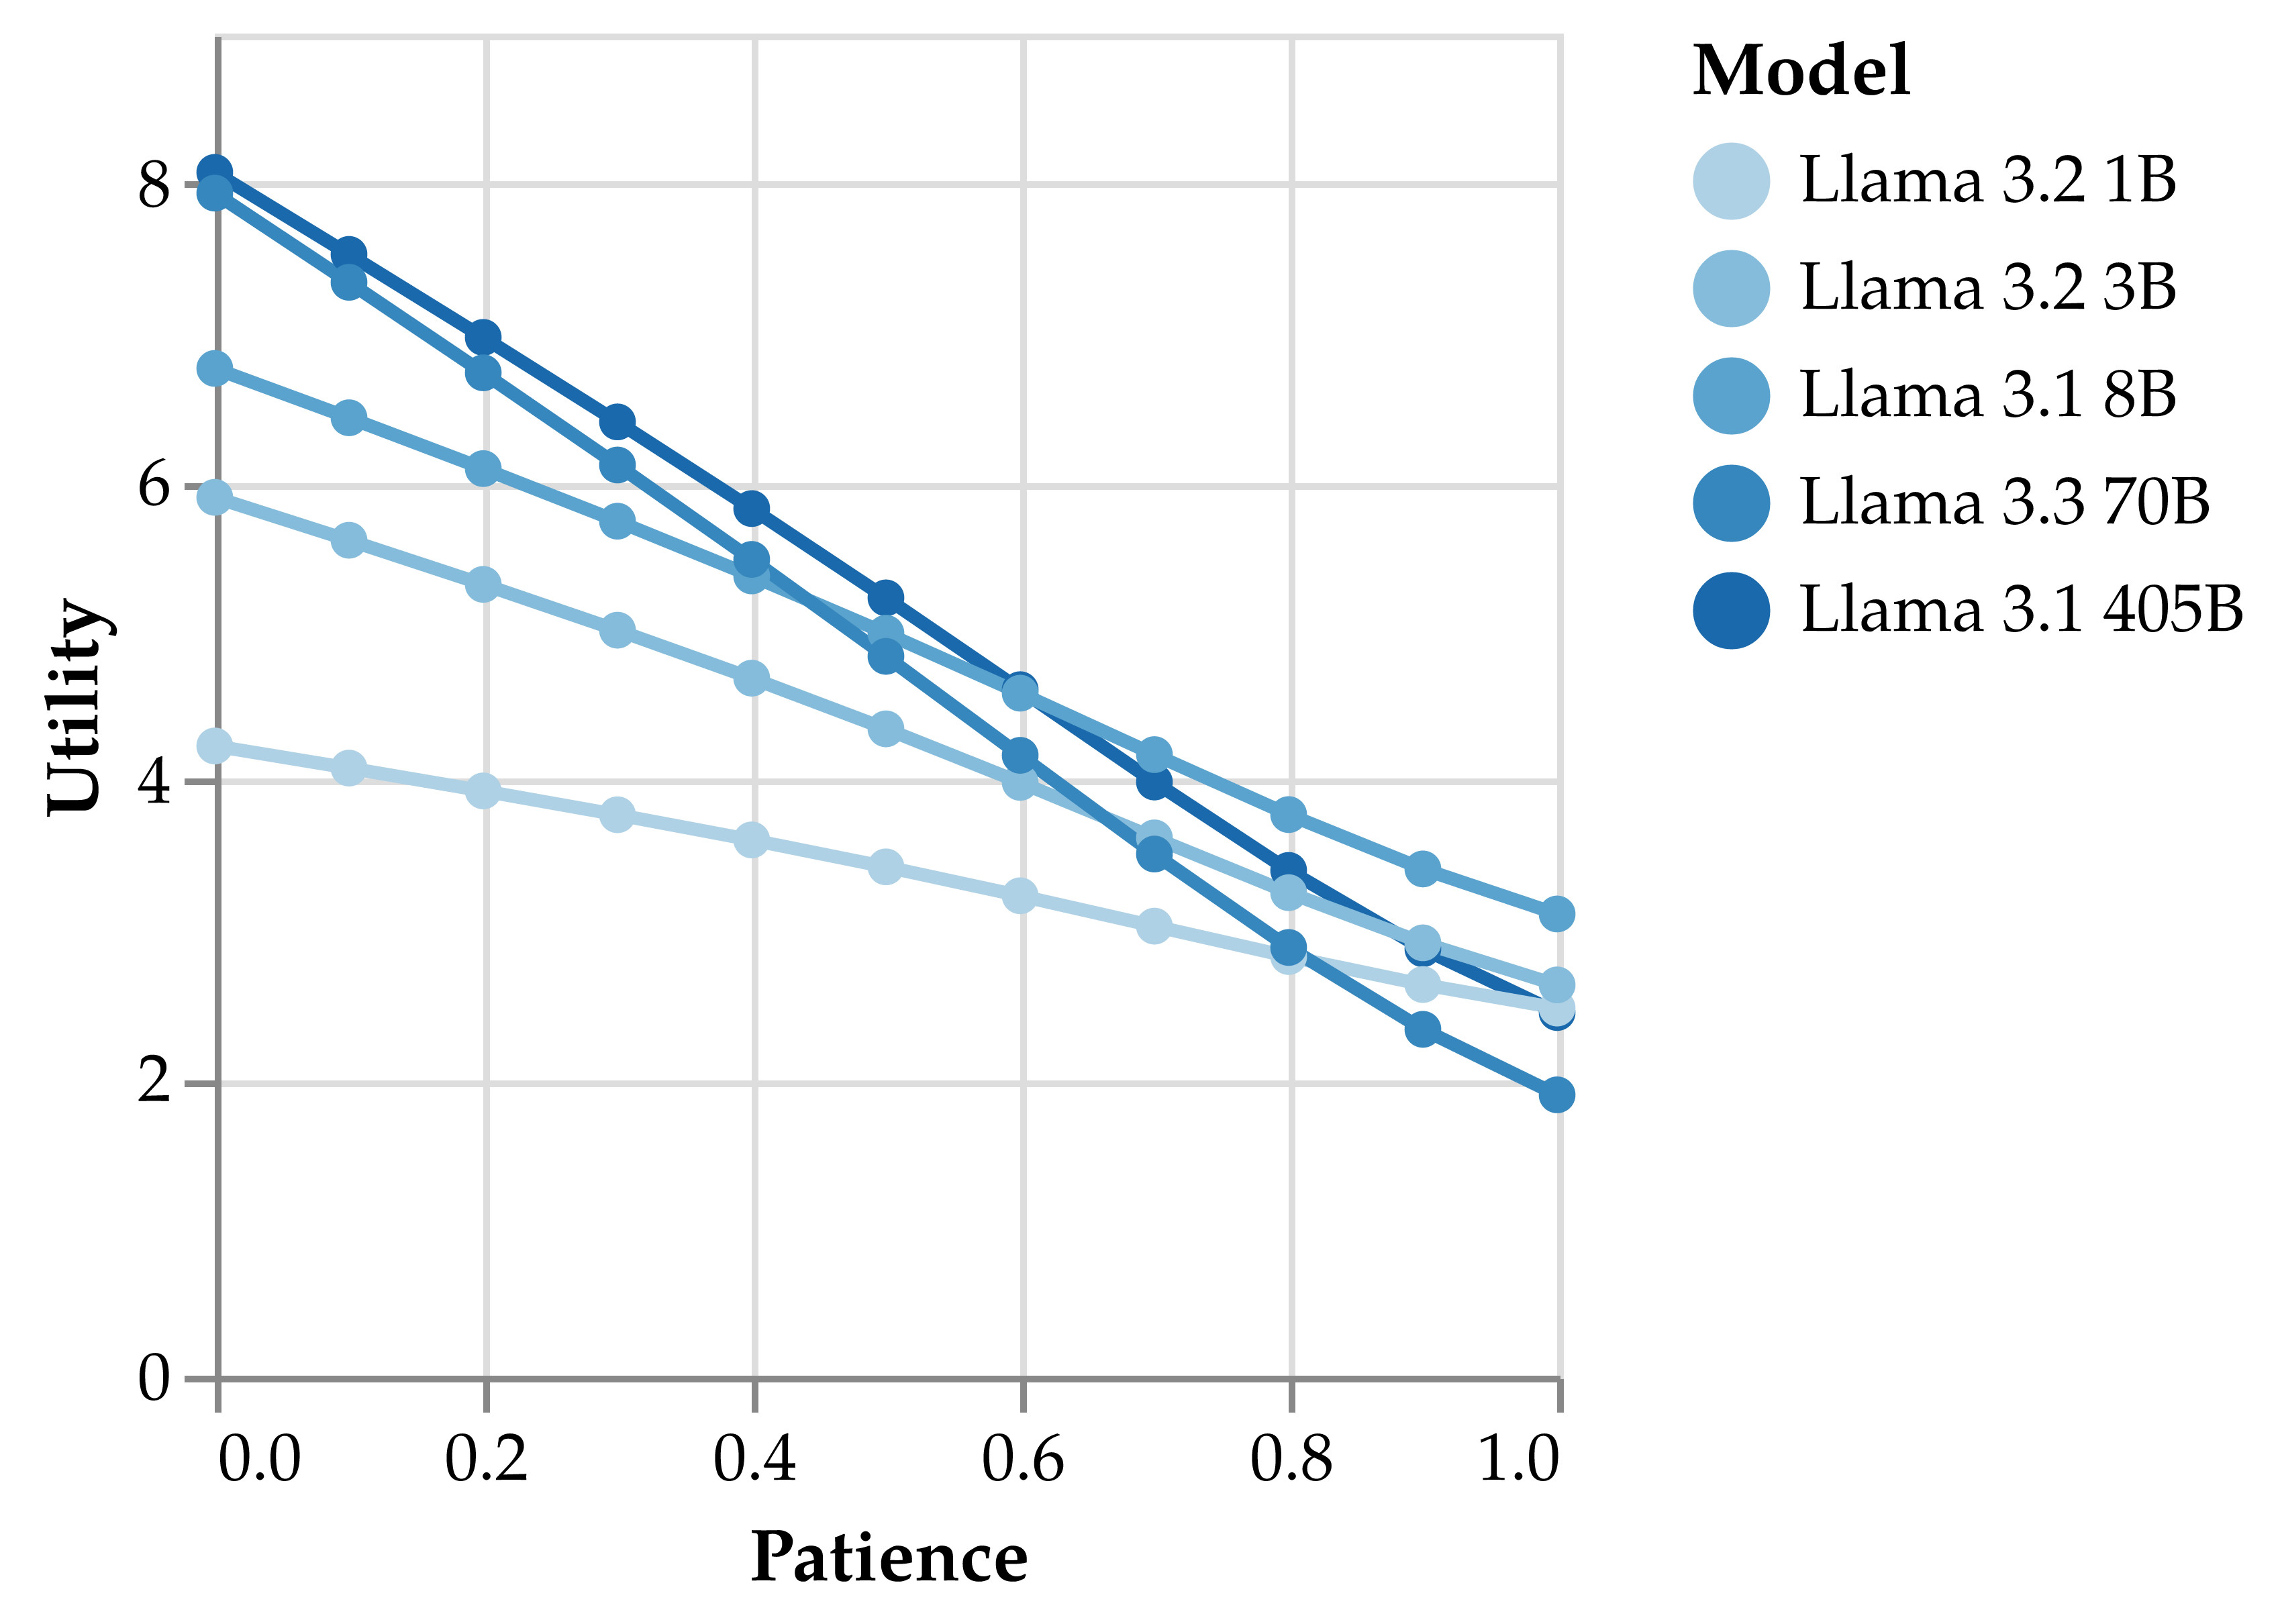 Model
Llama 3.2 1B
Llama 3.2 3B
Llama 3.1 8B
Llama 3.3 70B
Llama 3.1 405B
Utility
8
6
4
2
0
0.0 0.2 0.4 0.6 0.8 1.0
Patience